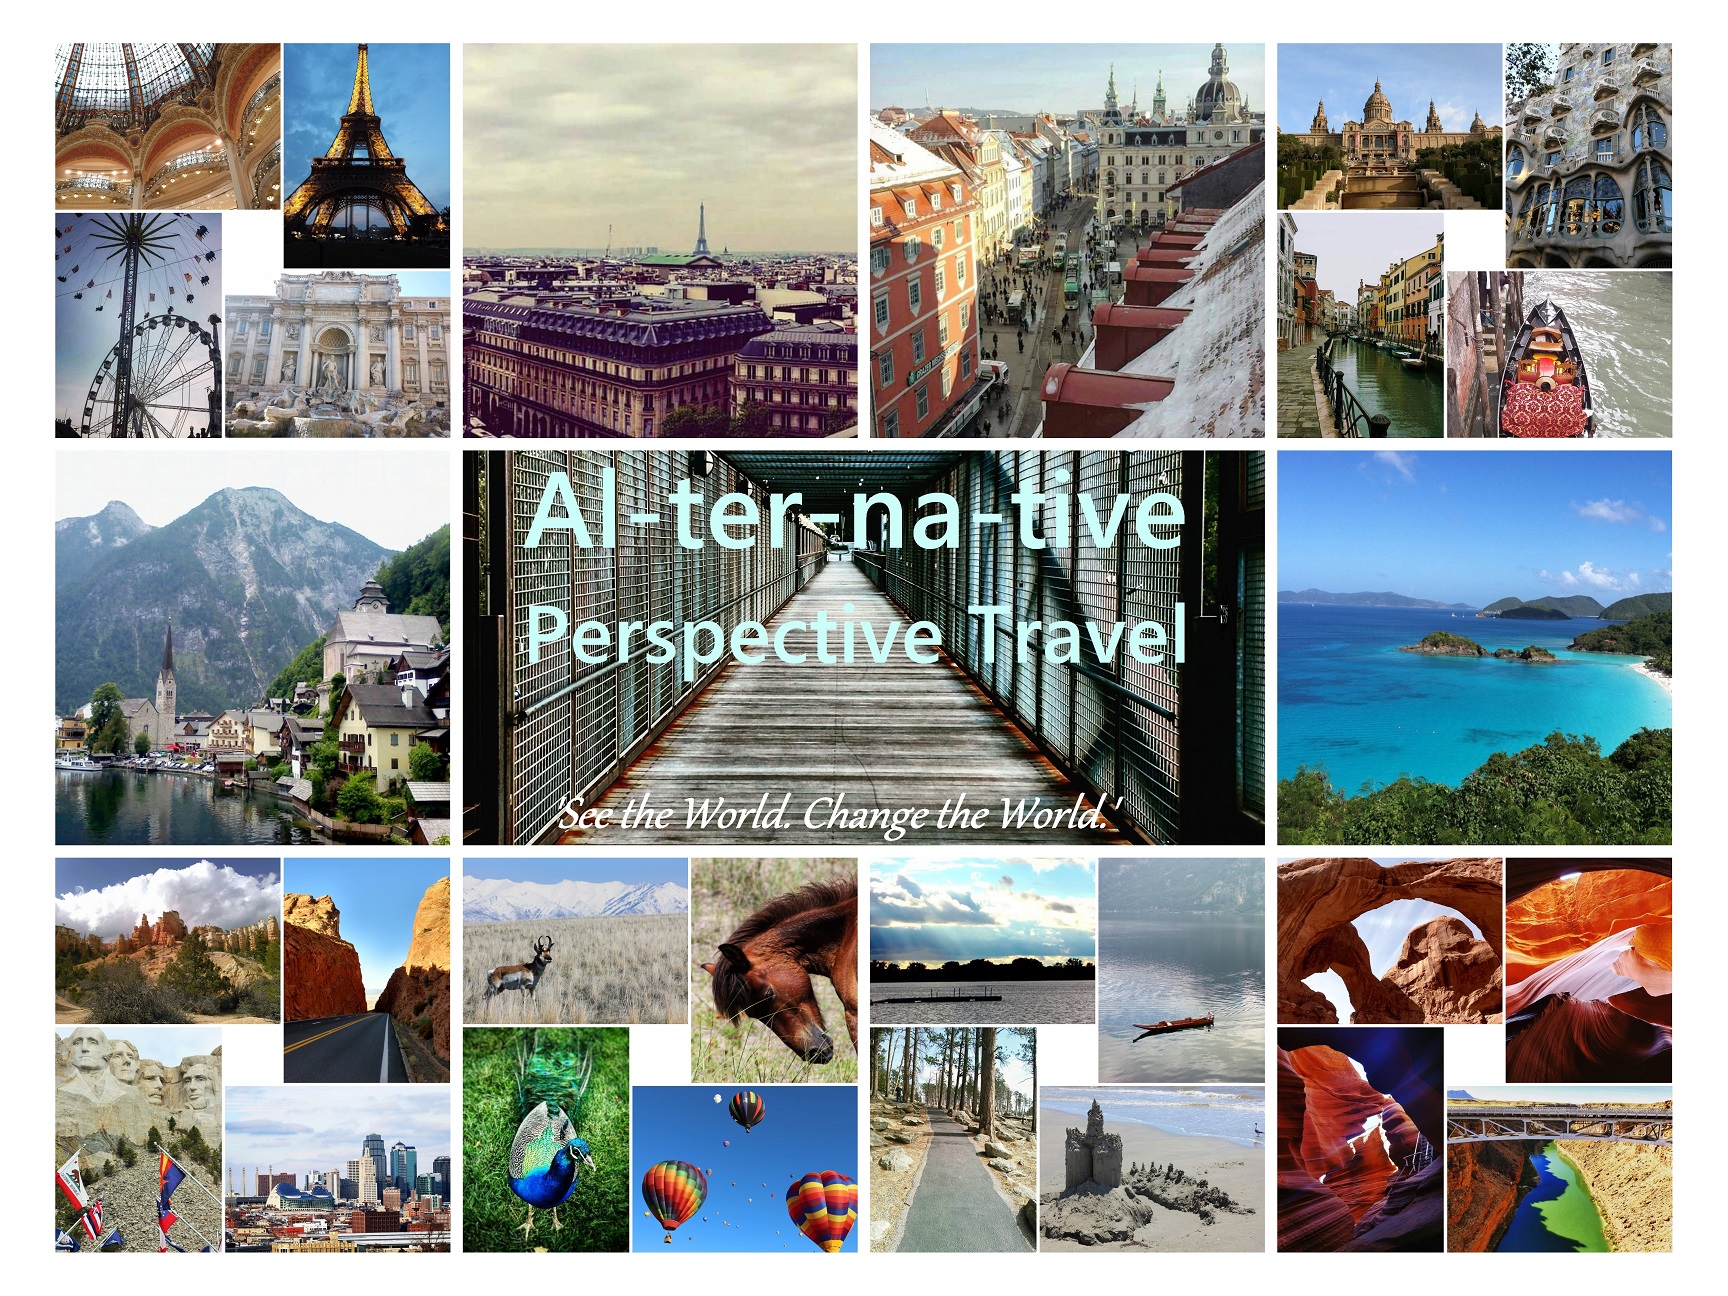 Al-ter-na-tive
Perspective Travel
'See the World. Change the World.'